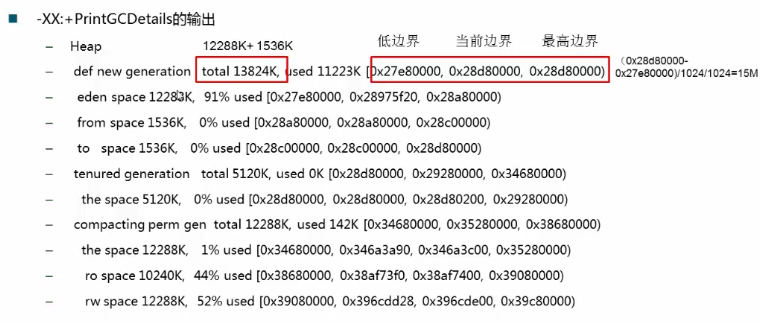 -XX:+PrintGCDetails的输出
Heap 12288K+ 1536K 低边界 当前边界 最高边界
def new generation total 13824K, used 11223K [0x27e80000, 0x28d80000, 0x28d80000) （0x28d80000-
0x27e80000)/1024/1024=15M
eden space 12288K, 91% used [0x27e80000, 0x28975f20, 0x28a80000)
from space 1536K, 0% used [0x28a80000, 0x28a80000, 0x28c00000)
to space 1536K, 0% used [0x28c00000, 0x28c00000, 0x28d80000)
tenured generation total 5120K, used 0K [0x28d80000, 0x29280000, 0x34680000)
the space 5120K, 0% used [0x28d80000, 0x28d80000, 0x28d80200, 0x29280000)
compacting perm gen total 12288K, used 142K [0x34680000, 0x35280000, 0x38680000)
the space 12288K, 1% used [0x34680000, 0x346a3a90, 0x346a3c00, 0x35280000)
ro space 10240K, 44% used [0x38680000, 0x38af73f0, 0x38af7400, 0x39080000)
rw space 12288K, 52% used [0x39080000, 0x396cdd28, 0x396cde00, 0x39c80000)